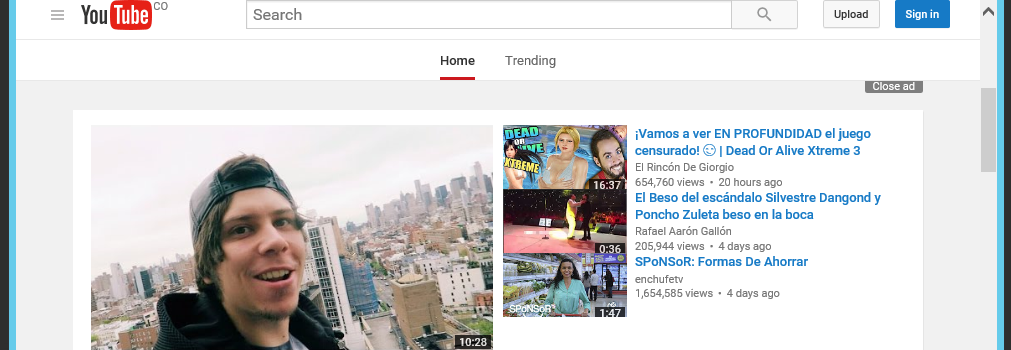 YouTube CO
Search
Upload
Sign in
Home
Trending
Close ad
10:28
DEAD OR ALIVE
XTREME
16:37
¡Vamos a ver EN PROFUNDIDAD el juego
censurado! ☺ | Dead Or Alive Xtreme 3
El Rincón De Giorgio
654,760 views • 20 hours ago
0:36
El Beso del escándalo Silvestre Dangond y
Poncho Zuleta beso en la boca
Rafael Aarón Gallón
205,944 views • 4 days ago
SPoNSoR
1:47
SPoNSoR: Formas De Ahorrar
enchufetv
1,654,585 views • 4 days ago